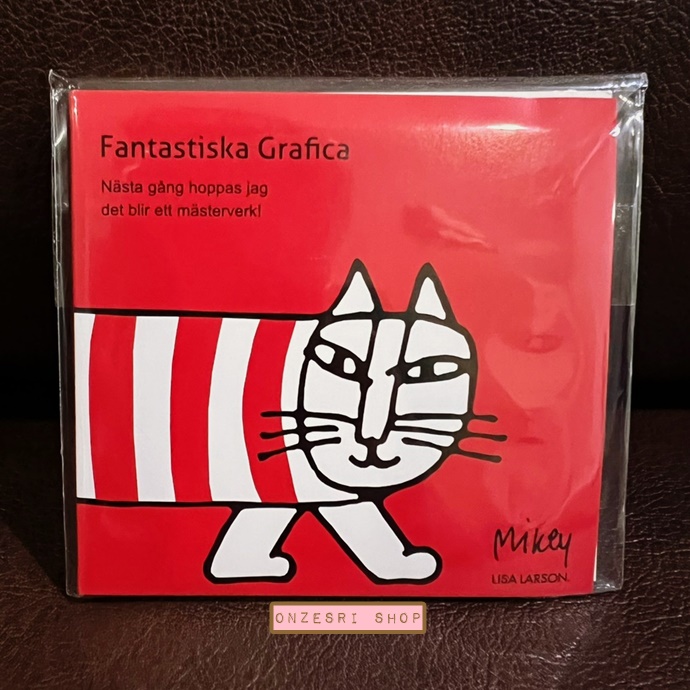 Fantastiska Grafica
Nästa gång hoppas jag
det blir ett mästerverk!
Mikey
LISA LARSON.
ONZESRI SHOP